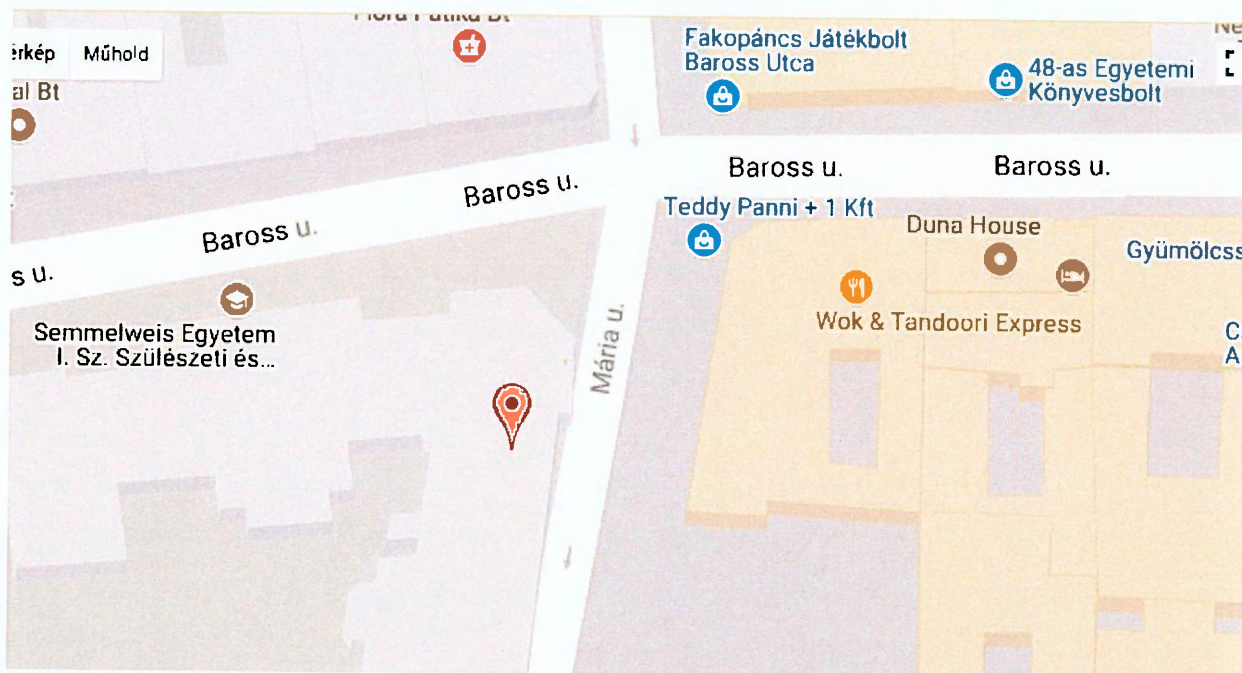 Flóra Patika Bt
Fakopáncs Játékbolt
Baross Utca
48-as Egyetemi
Könyvesbolt
érkép
Műhold
al Bt
Baross u.
Baross u.
Baross u.
Baross u.
s u.
Teddy Panni + 1 Kft
Duna House
Gyümölcss
Wok & Tandoori Express
Semmelweis Egyetem
I. Sz. Szülészeti és...
Mária u.
C
A